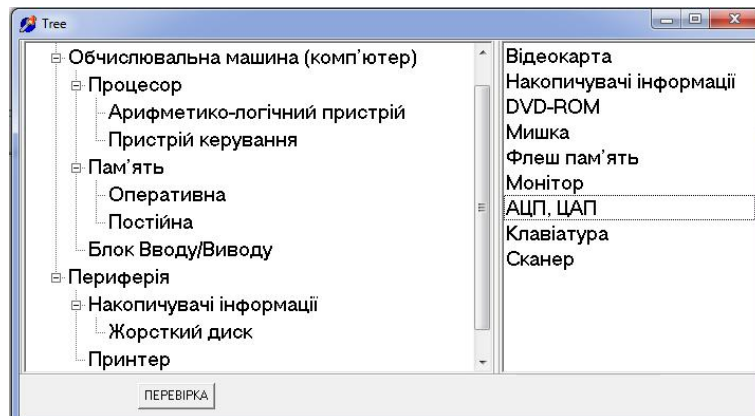 Tree
Обчислювальна машина (комп'ютер)
Процесор
Арифметико-логічний пристрій
Пристрій керування
Пам'ять
Оперативна
Постійна
Блок Вводу/Виводу
Периферія
Накопичувачі інформації
Жорсткий диск
Принтер
Відеокарта
Накопичувачі інформації
DVD-ROM
Мишка
Флеш пам'ять
Монітор
АЦП, ЦАП
Клавіатура
Сканер
ПЕРЕВІРКА